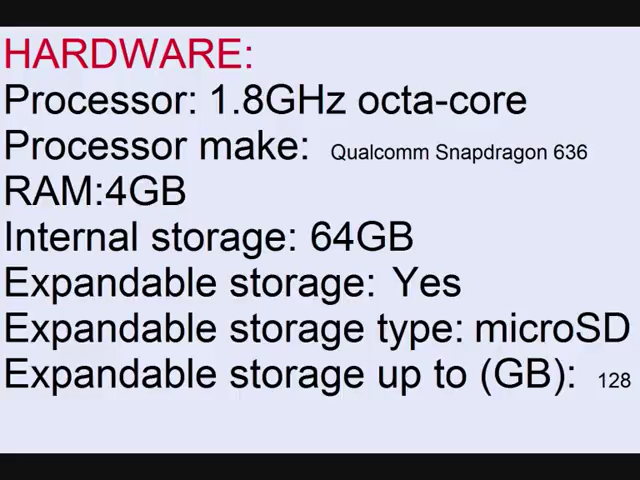 HARDWARE:
Processor: 1.8GHz octa-core
Processor make: Qualcomm Snapdragon 636
RAM:4GB
Internal storage: 64GB
Expandable storage: Yes
Expandable storage type: microSD
Expandable storage up to (GB): 128